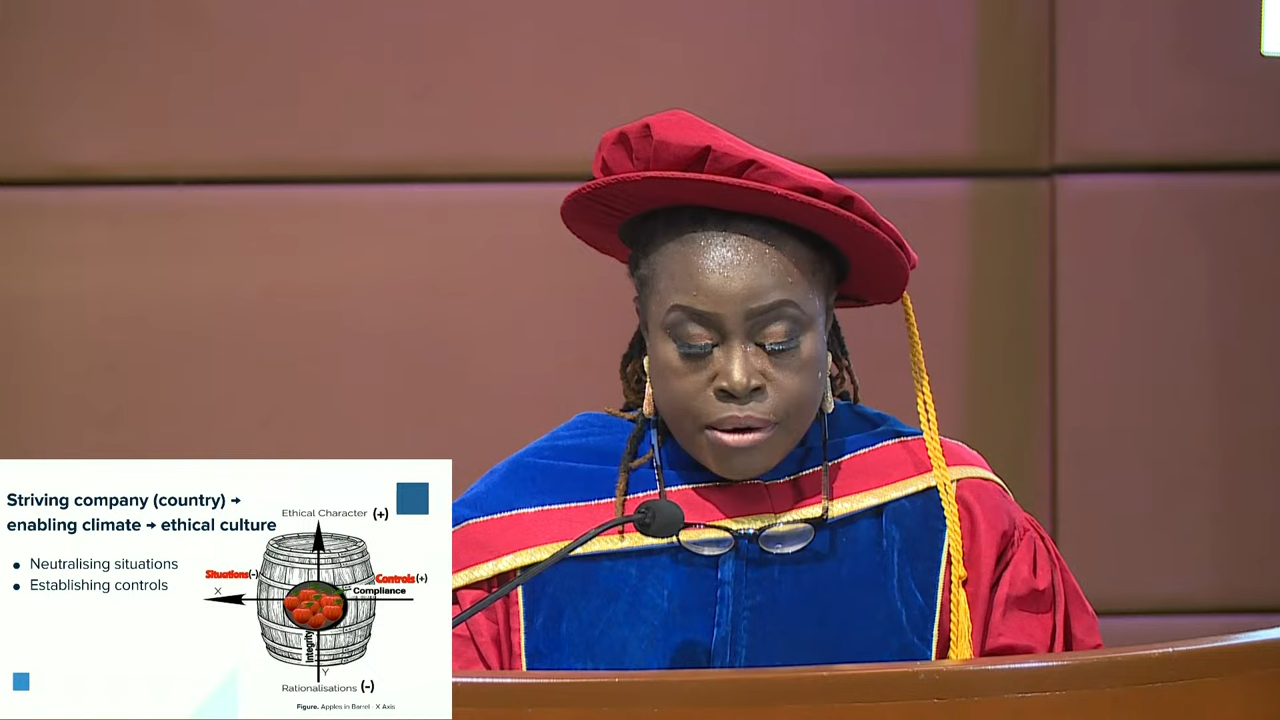 Striving company (country) →
enabling climate → ethical culture
• Neutralising situations
• Establishing controls
Ethical Character (+)
Situations(-)
Controls(+)
X
Compliance
Integrity
Y
Rationalisations (-)
Figure. Apples in Barrel - X Axis